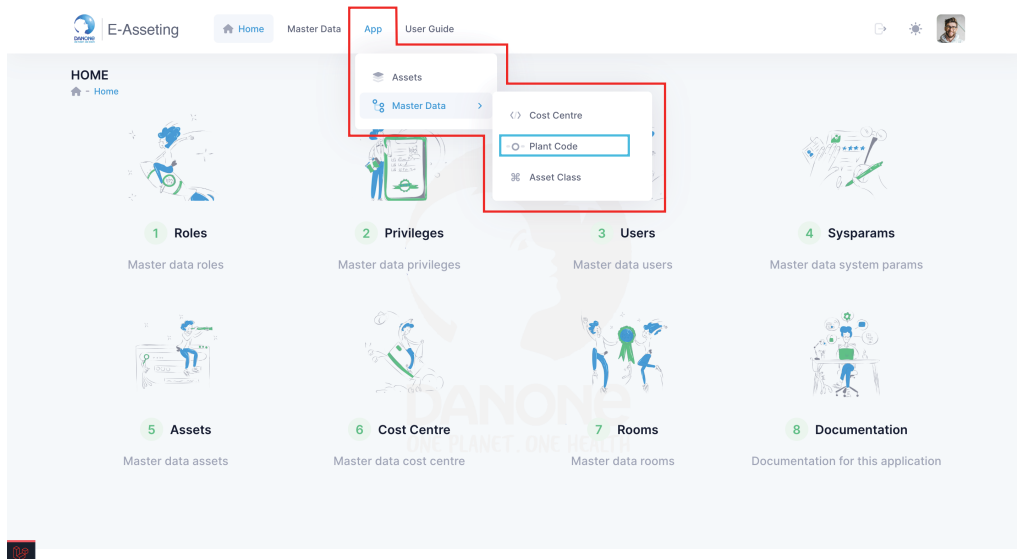 DANONE
E-Asseting
Home
Master Data
App
User Guide
HOME
- Home
Assets
Master Data
Cost Centre
Plant Code
Asset Class
1 Roles
Master data roles
2 Privileges
Master data privileges
3 Users
Master data users
4 Sysparams
Master data system params
5 Assets
Master data assets
6 Cost Centre
Master data cost centre
7 Rooms
Master data rooms
8 Documentation
Documentation for this application
DANONE
ONE PLANET, ONE HEALTH